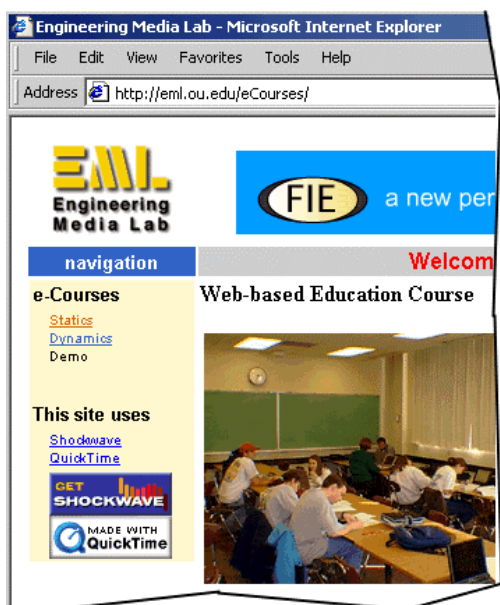 Engineering Media Lab - Microsoft Internet Explorer
File Edit View Favorites Tools Help
Address http://eml.ou.edu/eCourses/
EML
Engineering
Media Lab
FIE a new per
navigation
Welcom
e-Courses
Statics
Dynamics
Demo
This site uses
Shockwave
QuickTime
GET
SHOCKWAVE
MADE WITH
QuickTime
Web-based Education Course